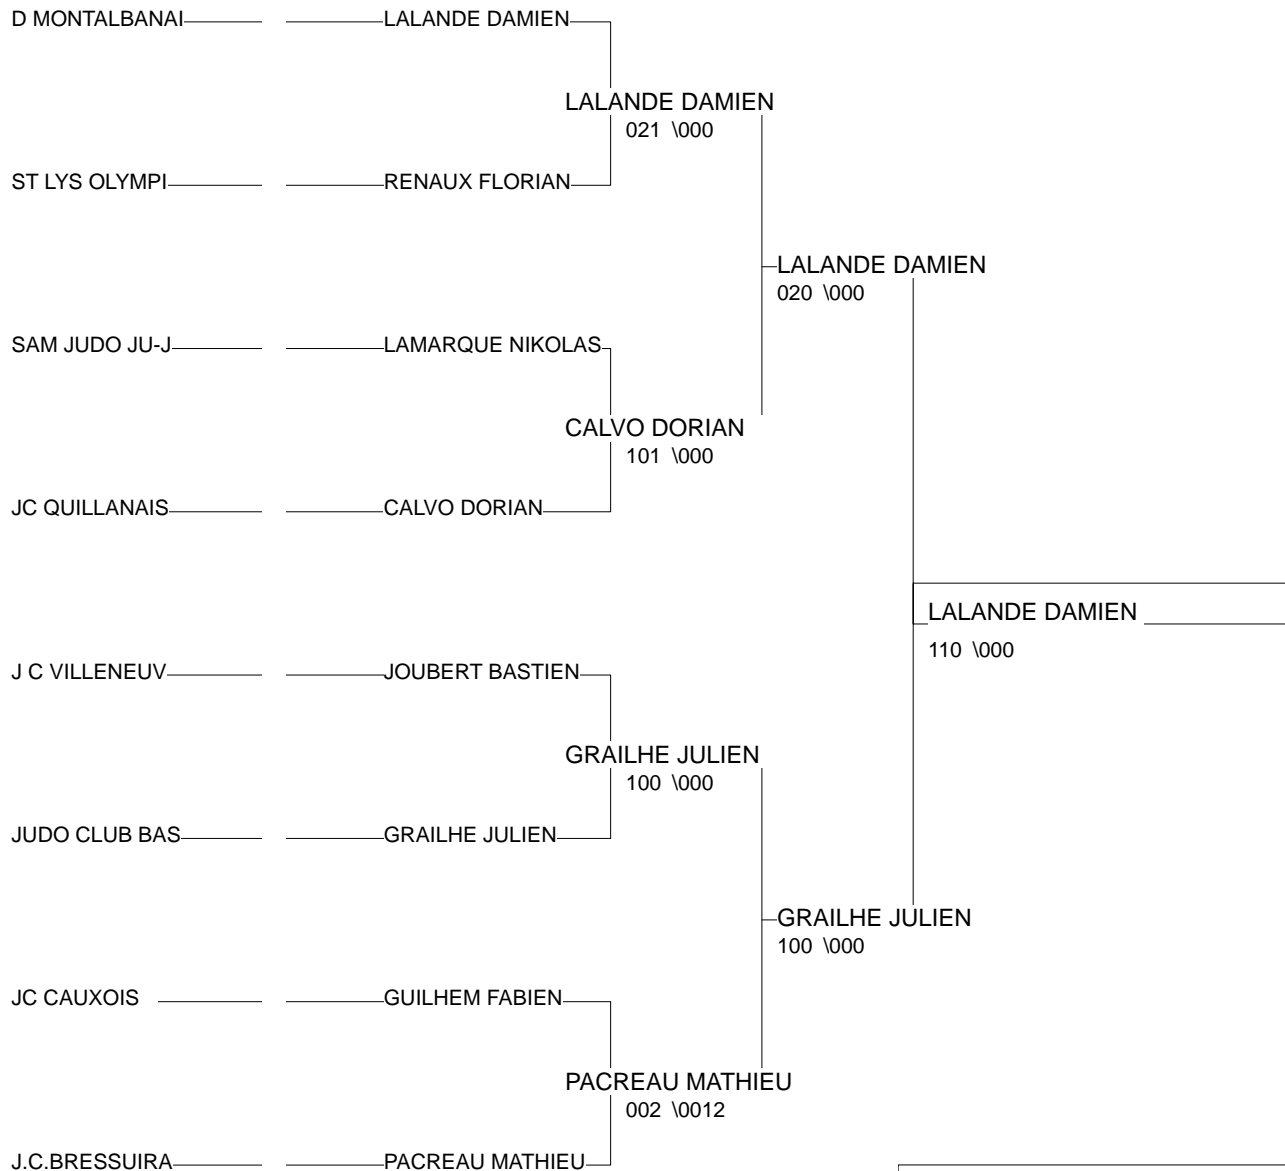 D MONTALBANAI LALANDE DAMIEN
LALANDE DAMIEN
021 \000
ST LYS OLYMPI RENAUX FLORIAN
LALANDE DAMIEN
020 \000
SAM JUDO JU-J LAMARQUE NIKOLAS
CALVO DORIAN
101 \000
JC QUILLANAIS CALVO DORIAN
LALANDE DAMIEN
110 \000
J C VILLENEUV JOUBERT BASTIEN
GRAILHE JULIEN
100 \000
JUDO CLUB BAS GRAILHE JULIEN
GRAILHE JULIEN
100 \000
JC CAUXOIS GUILHEM FABIEN
PACREAU MATHIEU
002 \0012
J.C.BRESSUIRA PACREAU MATHIEU